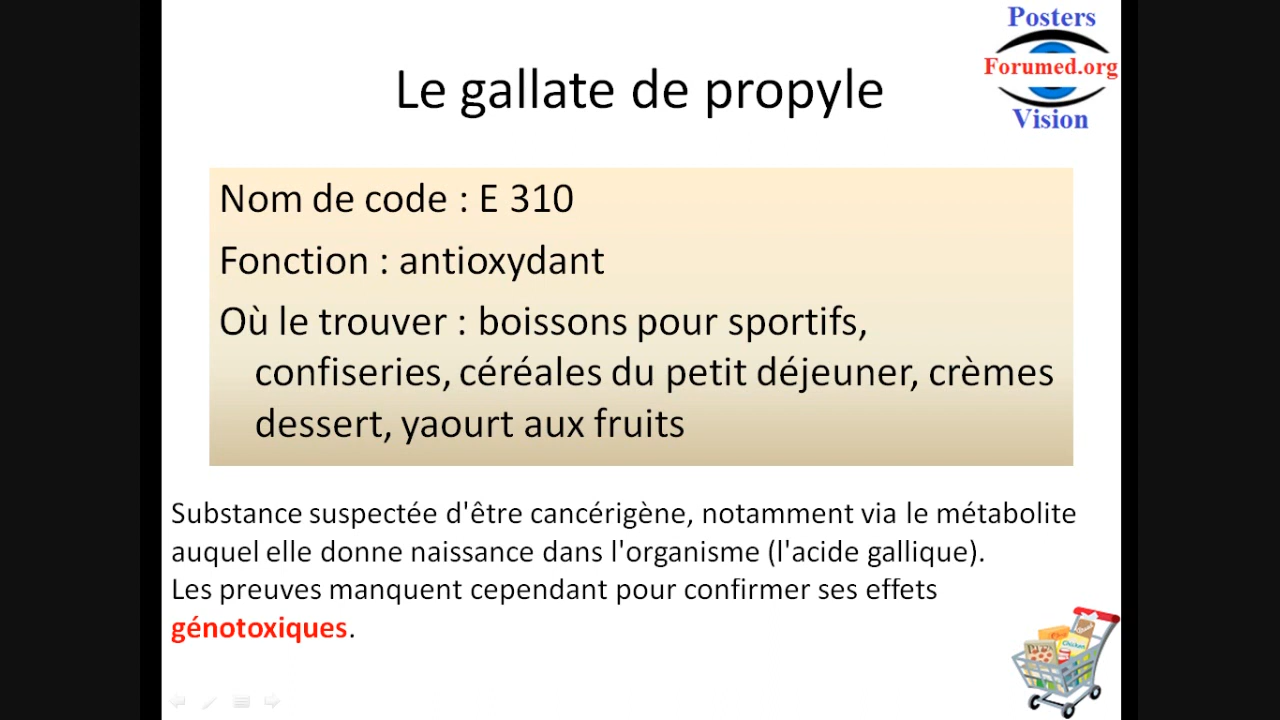 Posters
Forumed.org
Vision
Le gallate de propyle
Nom de code : E 310
Fonction : antioxydant
Où le trouver : boissons pour sportifs,
confiseries, céréales du petit déjeuner, crèmes
dessert, yaourt aux fruits
Substance suspectée d'être cancérigène, notamment via le métabolite
auquel elle donne naissance dans l'organisme (l'acide gallique).
Les preuves manquent cependant pour confirmer ses effets
génotoxiques.
PIZZA
Chicken